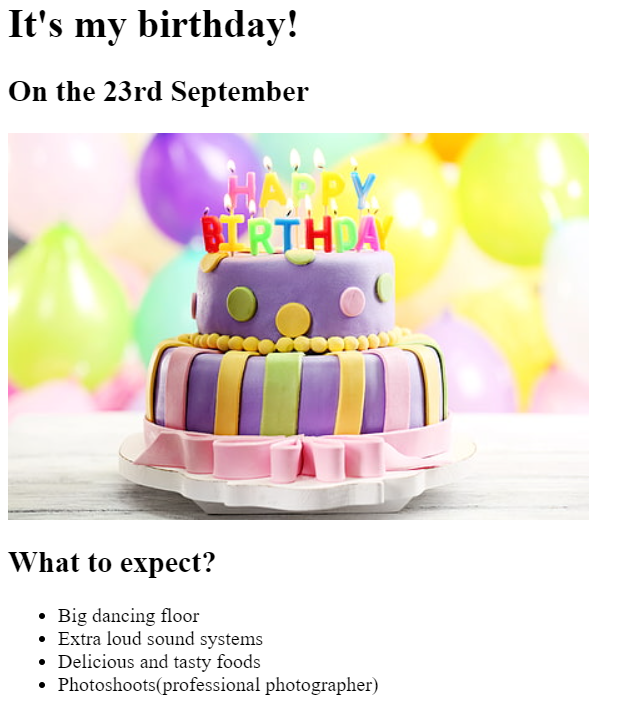 It's my birthday!
On the 23rd September
HAPPY
BIRTHDAY
What to expect?
Big dancing floor
Extra loud sound systems
Delicious and tasty foods
Photoshoots(professional photographer)